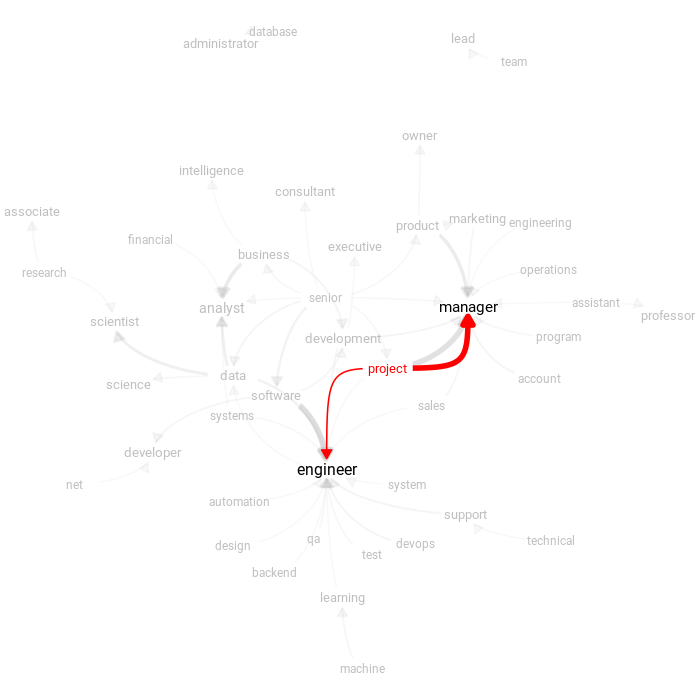 database
administrator
lead
team
owner
intelligence
consultant
associate
product
marketing
engineering
financial
business
executive
research
operations
senior
analyst
manager
assistant
professor
scientist
development
program
project
science
data
account
software
systems
sales
developer
engineer
net
system
automation
support
qa
design
test
devops
technical
backend
learning
machine